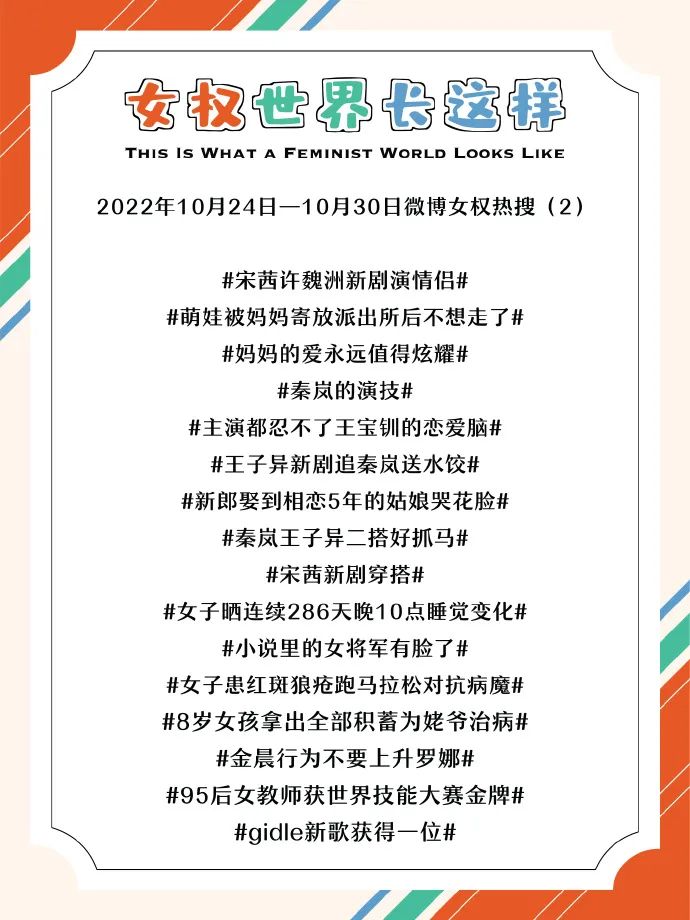 女权世界长这样
This Is What a Feminist World Looks Like
2022年10月24日—10月30日微博女权热搜（2）
#宋茜许魏洲新剧演情侣#
#萌娃被妈妈寄放派出所后不想走了#
#妈妈的爱永远值得炫耀#
#秦岚的演技#
#主演都忍不了王宝钏的恋爱脑#
#王子异新剧追秦岚送水饺#
#新郎娶到相恋5年的姑娘哭花脸#
#秦岚王子异二搭好抓马#
#宋茜新剧穿搭#
#女子晒连续286天晚10点睡觉变化#
#小说里的女将军有脸了#
#女子患红斑狼疮跑马拉松对抗病魔#
#8岁女孩拿出全部积蓄为姥爷治病#
#金晨行为不要上升罗娜#
#95后女教师获世界技能大赛金牌#
#gidle新歌获得一位#